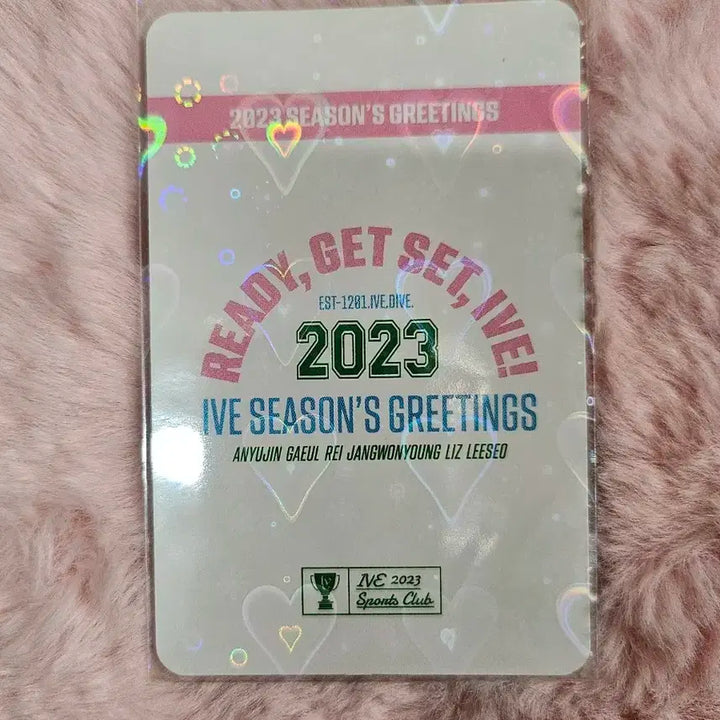 2023 SEASON'S GREETINGS
READY, GET SET, IVE!
EST-1201.IVE,DIVE.
2023
IVE SEASON'S GREETINGS
ANYUJIN GAEUL REI JANGWONYOUNG LIZ LEESEO
IVE 2023
Sports Club